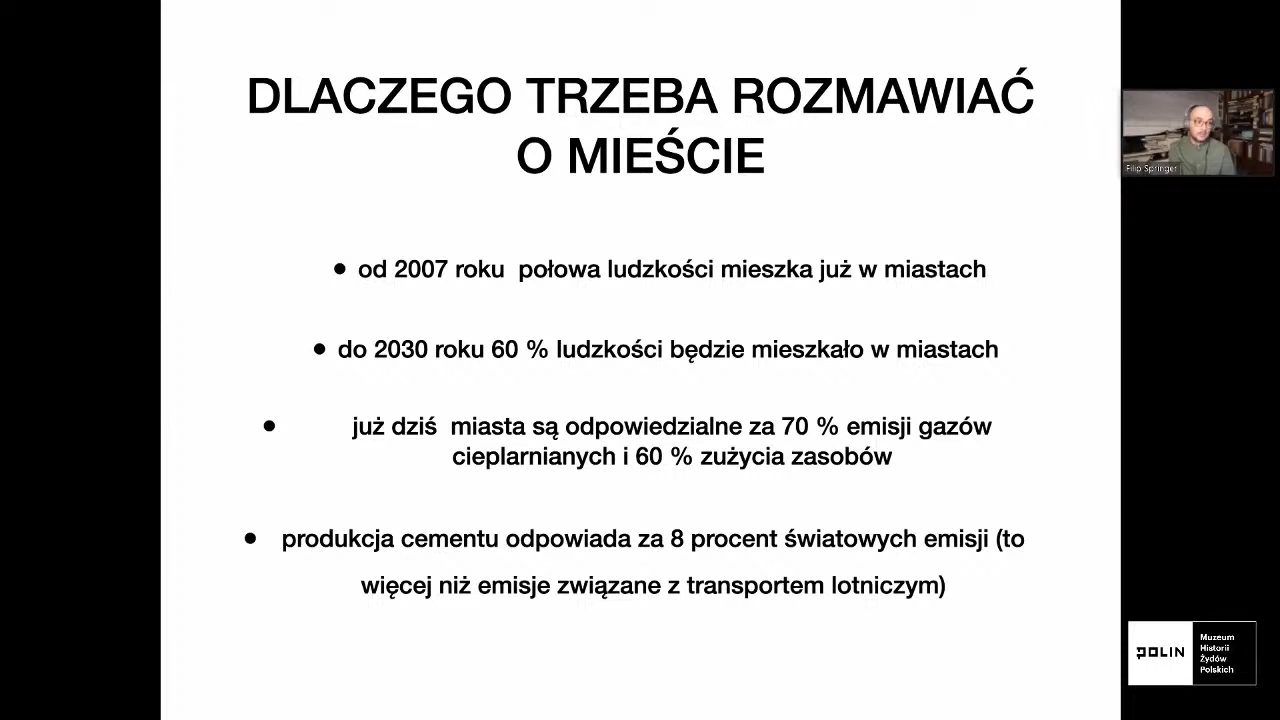 DLACZEGO TRZEBA ROZMAWIAĆ
O MIEŚCIE
● od 2007 roku  połowa ludzkości mieszka już w miastach
● do 2030 roku 60 % ludzkości będzie mieszkało w miastach
● już dziś  miasta są odpowiedzialne za 70 % emisji gazów
cieplarnianych i 60 % zużycia zasobów
● produkcja cementu odpowiada za 8 procent światowych emisji (to
więcej niż emisje związane z transportem lotniczym)
Filip Springer
POLIN
Muzeum
Historii
Żydów
Polskich